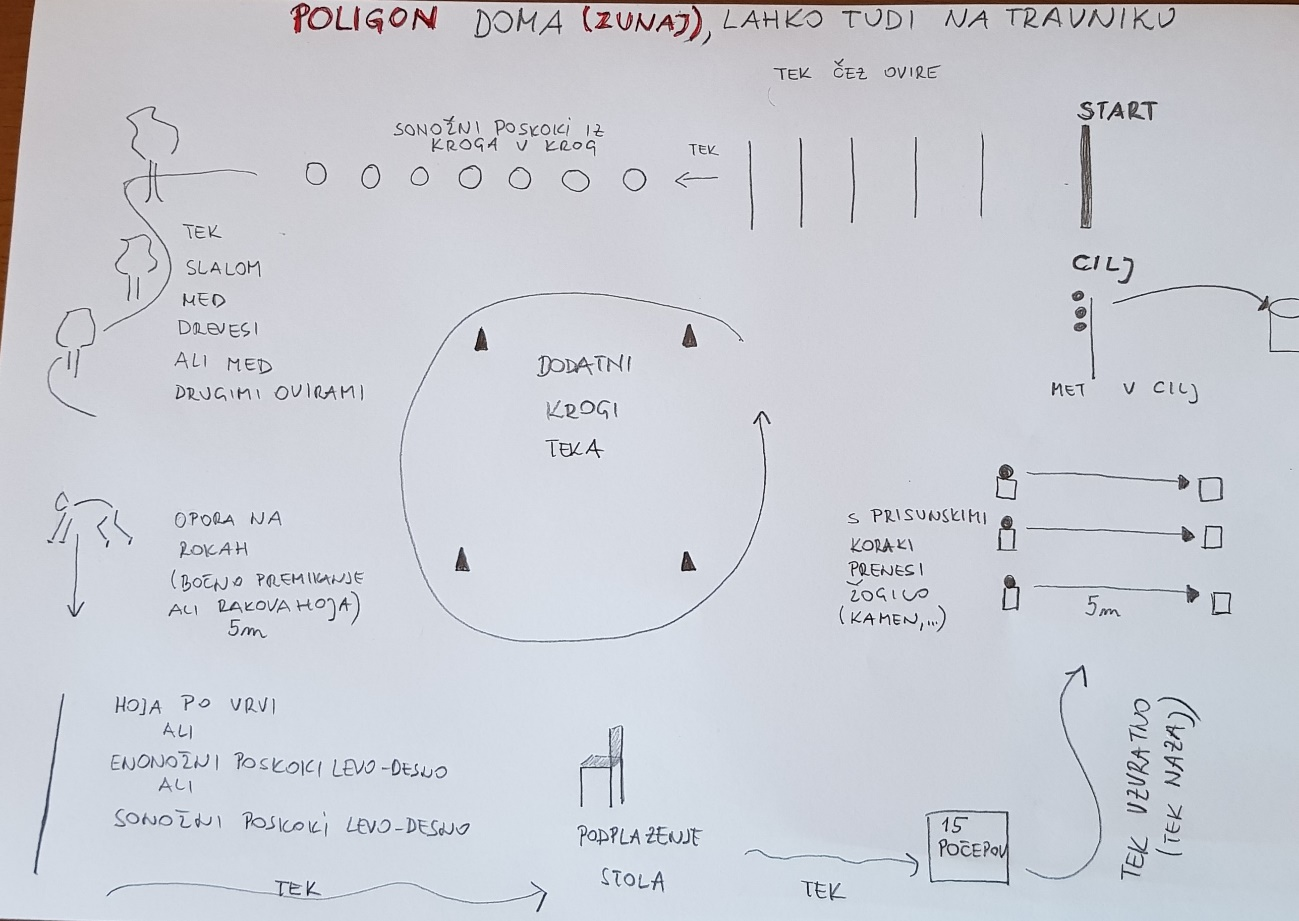 POLIGON DOMA (ZUNAJ), LAHKO TUDI NA TRAVNIKU
TEK ČEZ OVIRE
START
SONOŽNI POSKOKI IZ
KROGA V KROG
TEK
TEK
SLALOM
MED
DREVESI
ALI MED
DRUGIMI OVIRAMI
CILJ
MET V CILJ
DODATNI
KROGI
TEKA
OPORA NA
ROKAH
(BOČNO PREMIKANJE
ALI RAKOVA HOJA)
5m
S PRISUNSKIMI
KORAKI
PRENESI
ŽOGICO
(KAMEN,...)
5m
HOJA PO VRVI
ALI
ENONOŽNI POSKOKI LEVO-DESNO
ALI
SONOŽNI POSKOKI LEVO-DESNO
TEK
PODPLAZENJE
STOLA
TEK
15
POČEPOV
TEK VZVRATNO
(TEK NAZAJ)